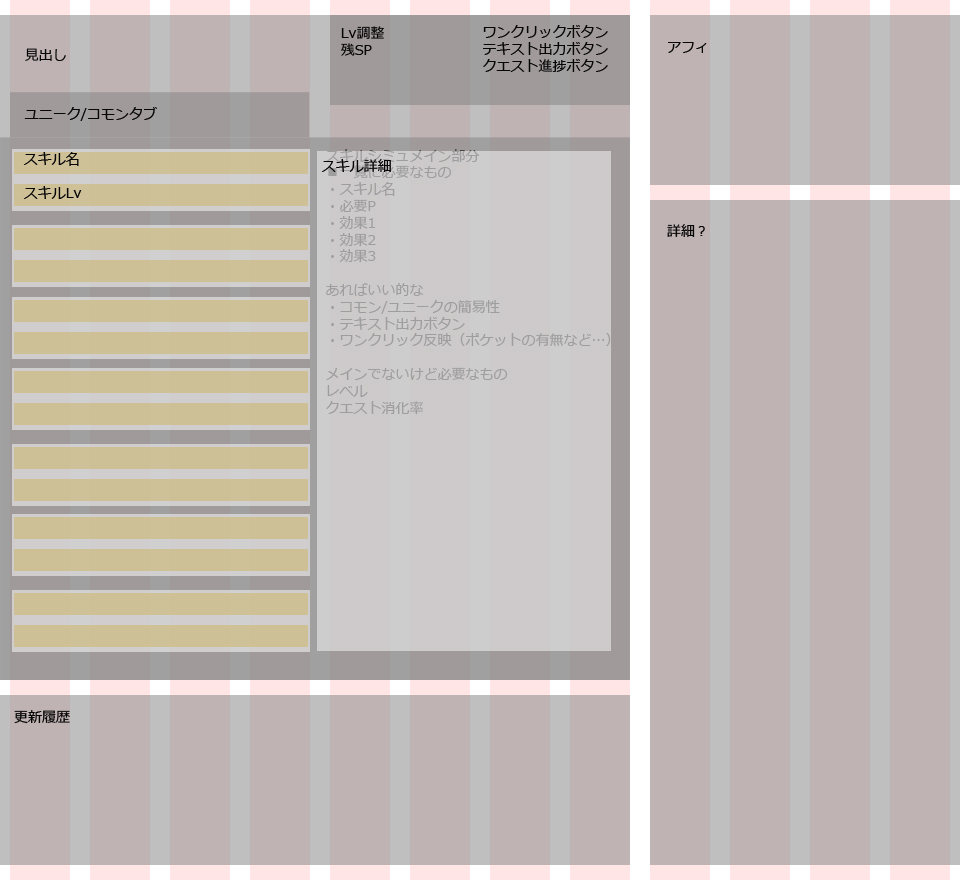 見出し
Lv調整
残SP
ワンクリックボタン
テキスト出力ボタン
クエスト進捗ボタン
アフィ
ユニーク/コモンタブ
スキル名
スキルLv
スキルシミュメイン部分
スキル詳細
覧に必要なもの
・スキル名
・必要P
・効果1
・効果2
・効果3
あればいい的な
・コモン/ユニークの簡易性
・テキスト出力ボタン
・ワンクリック反映（ポケットの有無など…）
メインでないけど必要なもの
レベル
クエスト消化率
詳細？
更新履歴